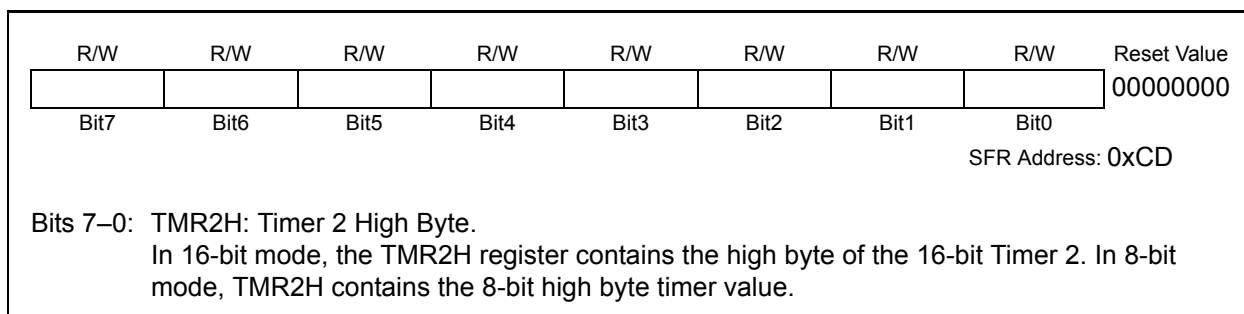 R/W R/W R/W R/W R/W R/W R/W R/W Reset Value
00000000
Bit7 Bit6 Bit5 Bit4 Bit3 Bit2 Bit1 Bit0
SFR Address: 0xCD
Bits 7–0: TMR2H: Timer 2 High Byte.
In 16-bit mode, the TMR2H register contains the high byte of the 16-bit Timer 2. In 8-bit
mode, TMR2H contains the 8-bit high byte timer value.